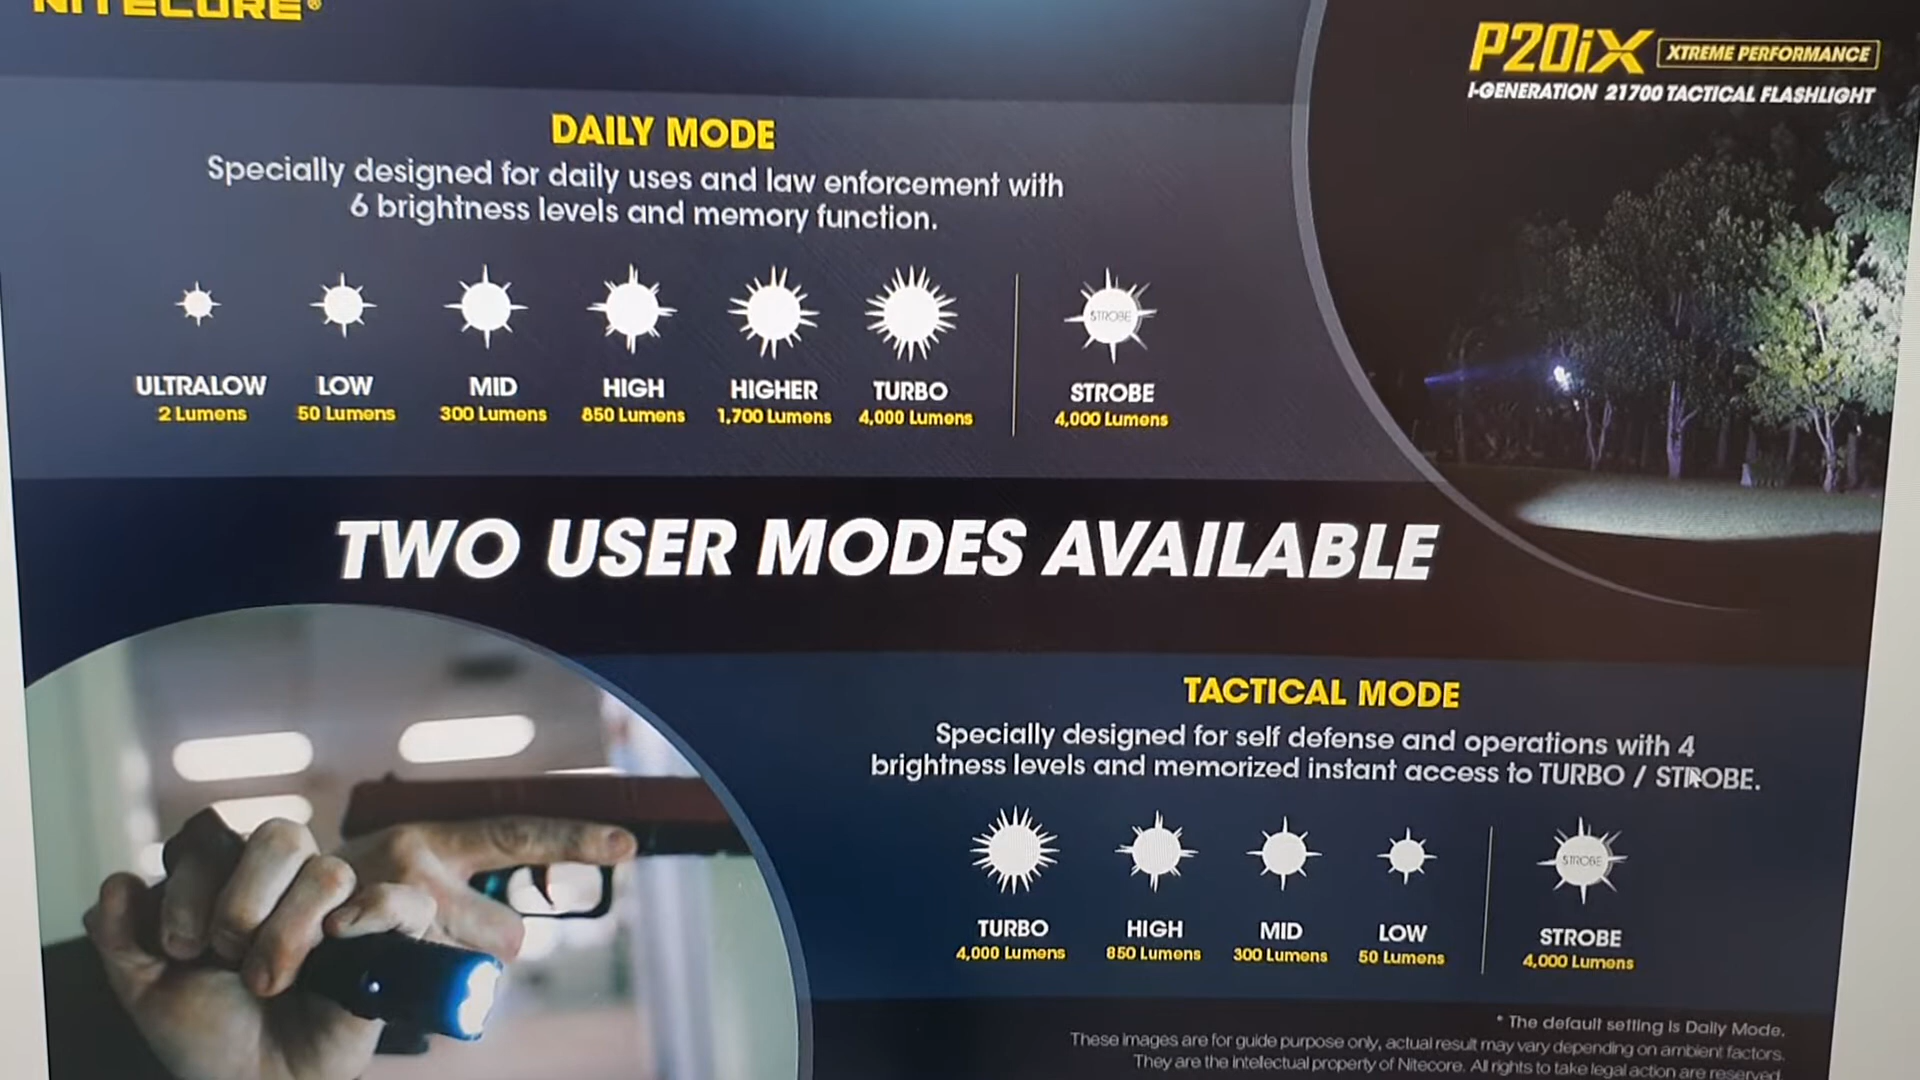 NITECORE®
P20iX XTREME PERFORMANCE
I-GENERATION 21700 TACTICAL FLASHLIGHT
DAILY MODE
Specially designed for daily uses and law enforcement with
6 brightness levels and memory function.
STROBE
ULTRALOW LOW MID HIGH HIGHER TURBO STROBE
2 Lumens 50 Lumens 300 Lumens 850 Lumens 1,700 Lumens 4,000 Lumens 4,000 Lumens
TWO USER MODES AVAILABLE
TACTICAL MODE
Specially designed for self defense and operations with 4
brightness levels and memorized instant access to TURBO / STROBE.
STROBE
TURBO HIGH MID LOW STROBE
4,000 Lumens 850 Lumens 300 Lumens 50 Lumens 4,000 Lumens
* The default setting is Daily Mode.
These images are for guide purpose only, actual result may vary depending on ambient factors.
They are the intellectual property of Nitecore. All rights to take legal action are reserved.